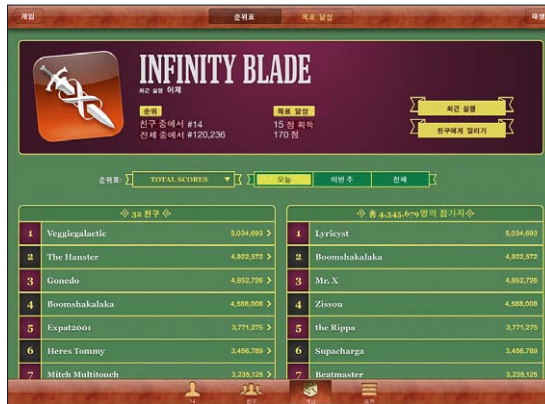 게임
순위표
목표 달성
재생
INFINITY BLADE
최근 실행 어제
순위
친구 중에서 #14
전체 중에서 #120,236
목표 달성
15 점 획득
170 점
최근 실행
친구에게 알리기
순위표:
TOTAL SCORES
오늘
이번 주
전체
32 친구
1 Veggiegalactic 5,034,693
2 The Hanster 4,922,572
3 Gonedo 4,852,726
4 Boomshakalaka 4,588,008
5 Expat2001 3,771,275
6 Heres Tommy 3,456,789
7 Mitch Multitouch 3,235,125
총 4,345,679명의 참가자
1 Lyricyst 5,034,693
2 Boomshakalaka 4,922,572
3 Mr. X 4,852,726
4 Zissou 4,588,008
5 the Rippa 3,771,275
6 Supacharga 3,456,789
7 Beatmaster 3,235,125
나
친구
게임
요청